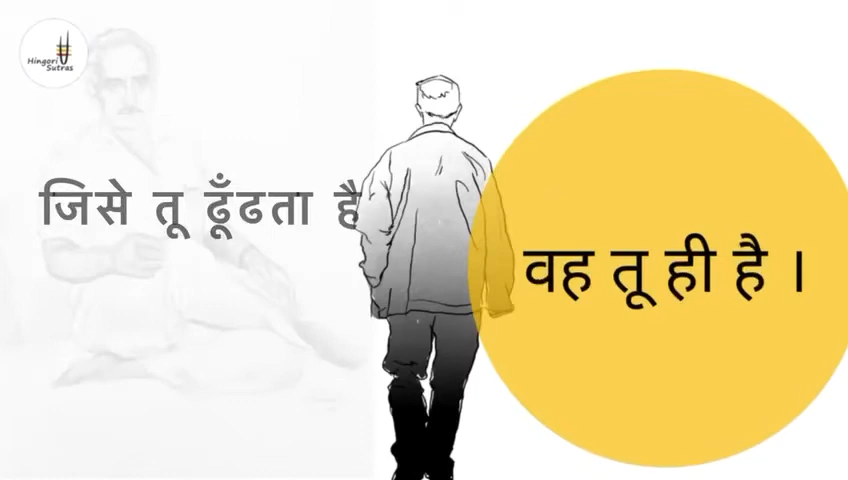 Hingori
Sutras
जिसे तू ढूँढता है
वह तू ही है ।